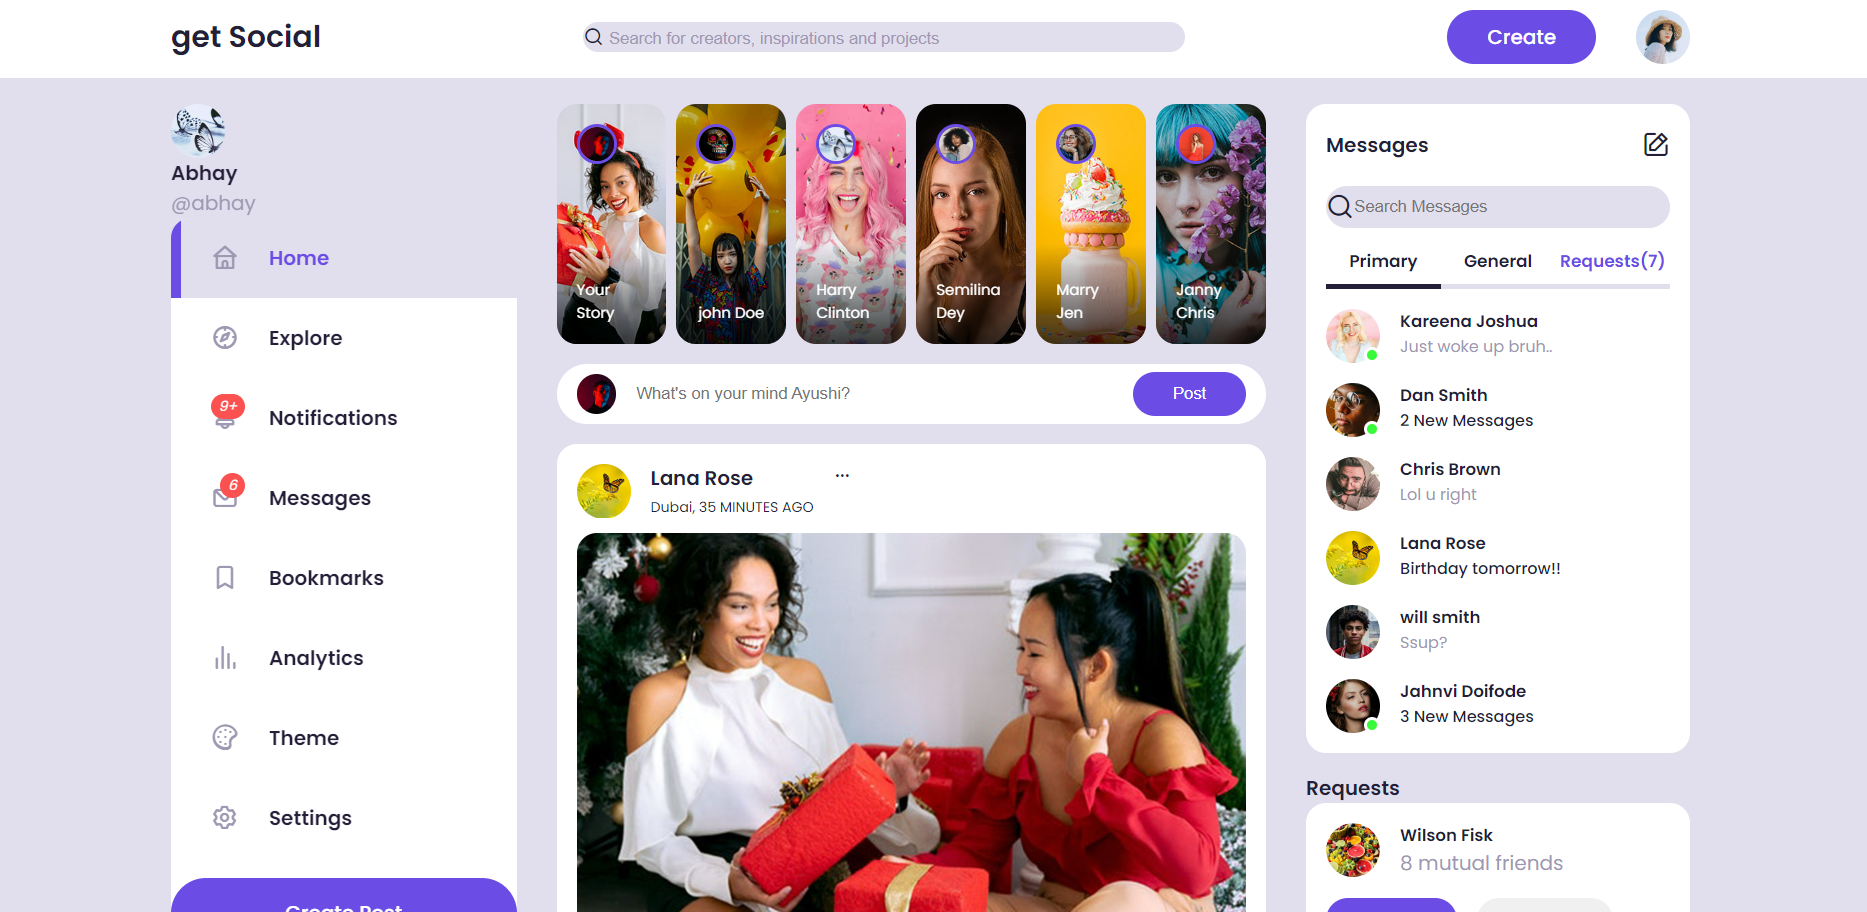 get Social
Search for creators, inspirations and projects
Create
Abhay
@abhay
Home
Explore
9+
Notifications
6
Messages
Bookmarks
Analytics
Theme
Settings
Create Post
Your
Story
john Doe
Harry
Clinton
Semilina
Dey
Marry
Jen
Janny
Chris
What's on your mind Ayushi?
Post
Lana Rose
...
Dubai, 35 MINUTES AGO
Messages
Search Messages
Primary
General
Requests(7)
Kareena Joshua
Just woke up bruh..
Dan Smith
2 New Messages
Chris Brown
Lol u right
Lana Rose
Birthday tomorrow!!
will smith
Ssup?
Jahnvi Doifode
3 New Messages
Requests
Wilson Fisk
8 mutual friends